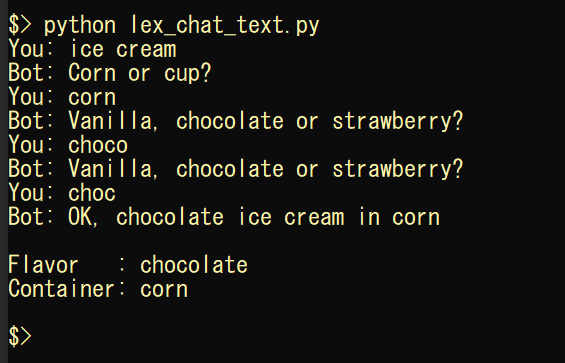 $> python lex_chat_text.py
You: ice cream
Bot: Corn or cup?
You: corn
Bot: Vanilla, chocolate or strawberry?
You: choco
Bot: Vanilla, chocolate or strawberry?
You: choc
Bot: OK, chocolate ice cream in corn
Flavor   : chocolate
Container: corn
$>